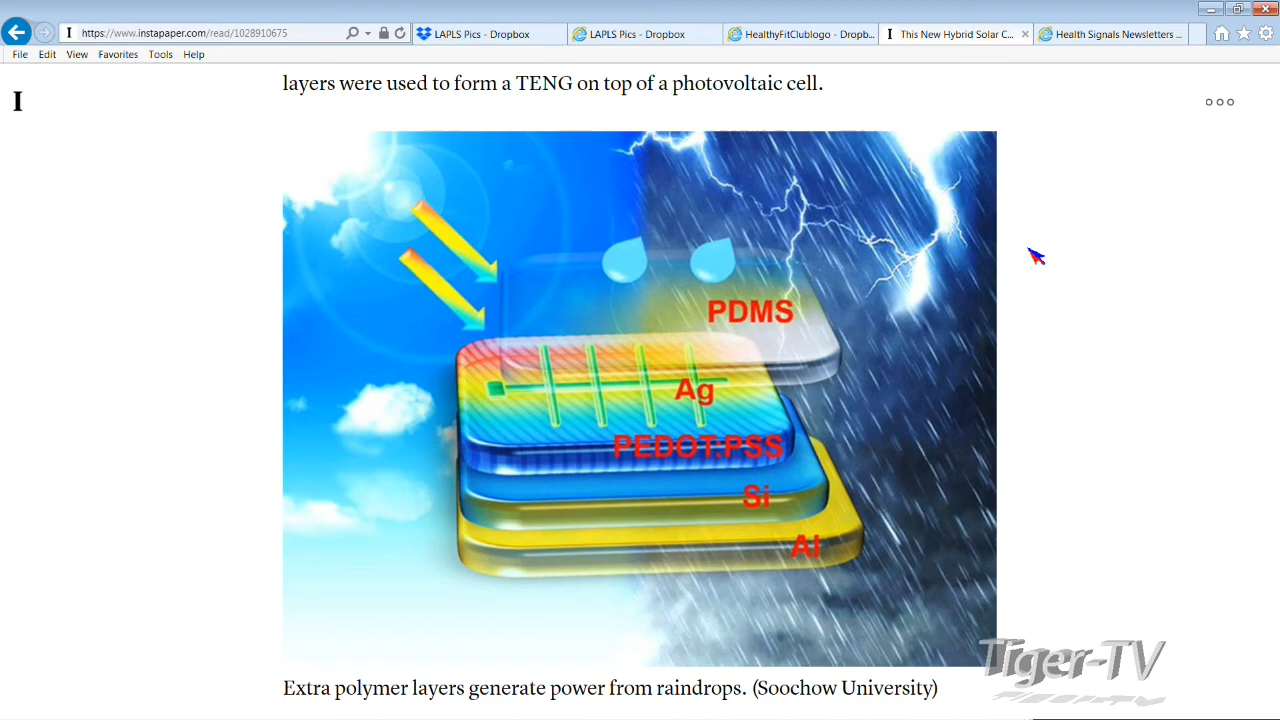 https://www.instapaper.com/read/1028910675
LAPLS Pics - Dropbox
LAPLS Pics - Dropbox
HealthyFitClublogo - Dropb...
This New Hybrid Solar C...
Health Signals Newsletters ...
File Edit View Favorites Tools Help
I
layers were used to form a TENG on top of a photovoltaic cell.
PDMS
Ag
PEDOT:PSS
Si
Al
Tiger-TV
Extra polymer layers generate power from raindrops. (Soochow University)